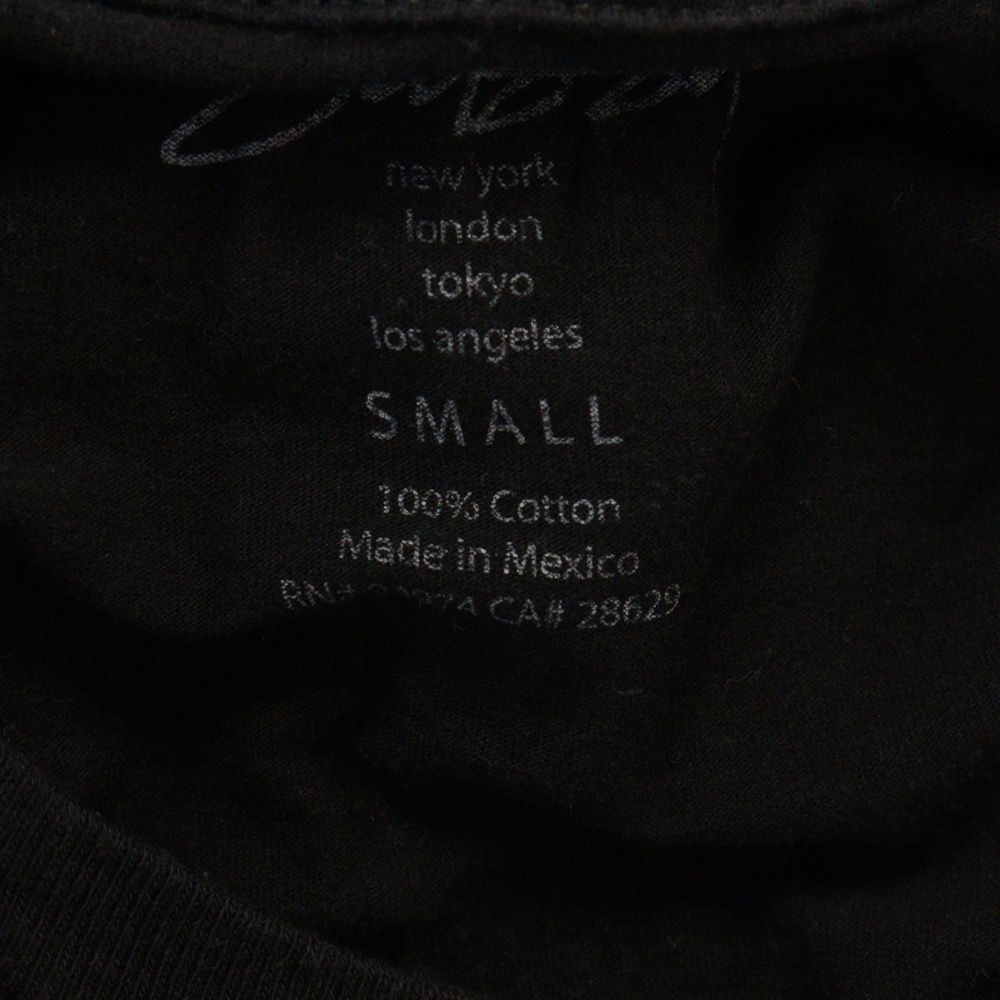 new york
london
tokyo
los angeles
SMALL
100% Cotton
Made in Mexico
CA# 28629